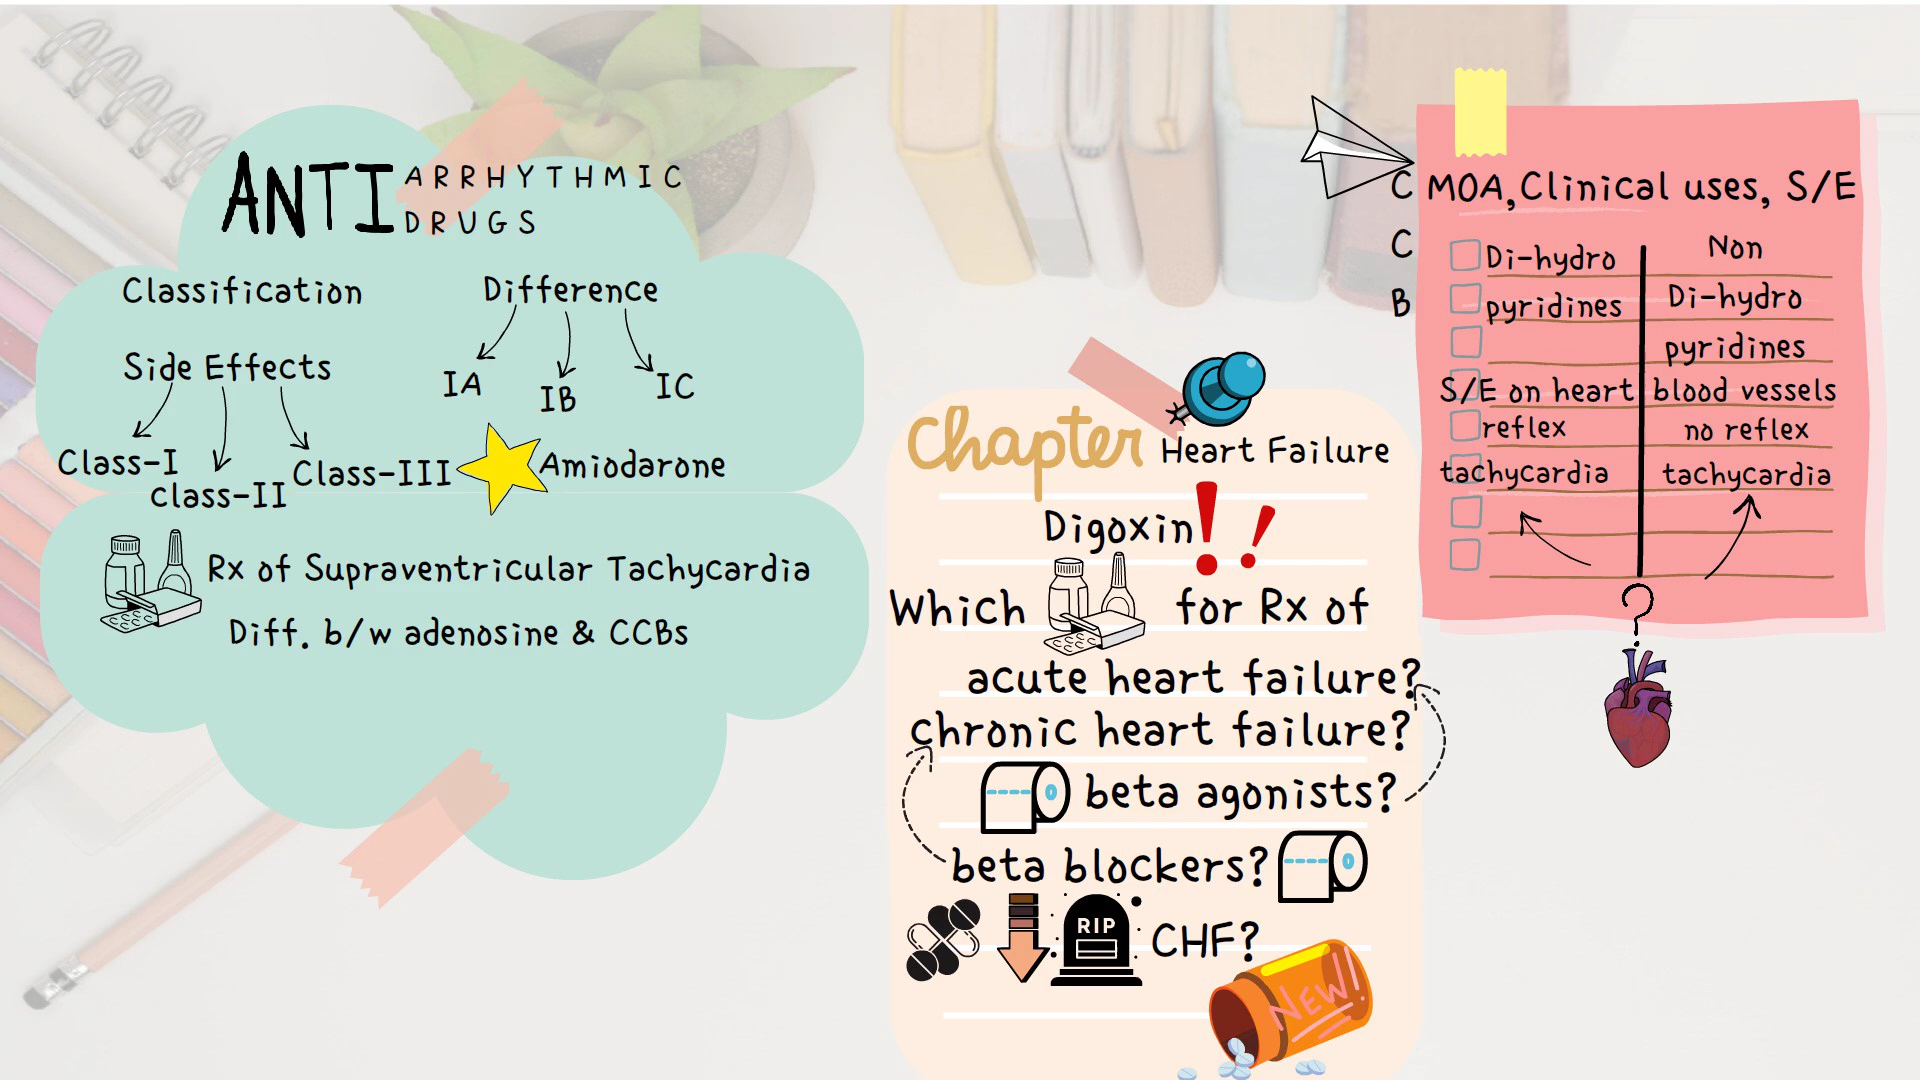 ANTI ARRHYTHMIC
DRUGS
Classification
Difference
IA
IB
IC
Side Effects
Class-I
class-II
Class-III
Amiodarone
Rx of Supraventricular Tachycardia
Diff. b/w adenosine & CCBs
Chapter Heart Failure
Digoxin
Which for Rx of
acute heart failure?
chronic heart failure?
beta agonists?
beta blockers?
RIP
CHF?
NEW!
C
C
B
MOA, Clinical uses, S/E
Di-hydro
pyridines
Non
Di-hydro
pyridines
S/E on heart
blood vessels
reflex
tachycardia
no reflex
tachycardia
?